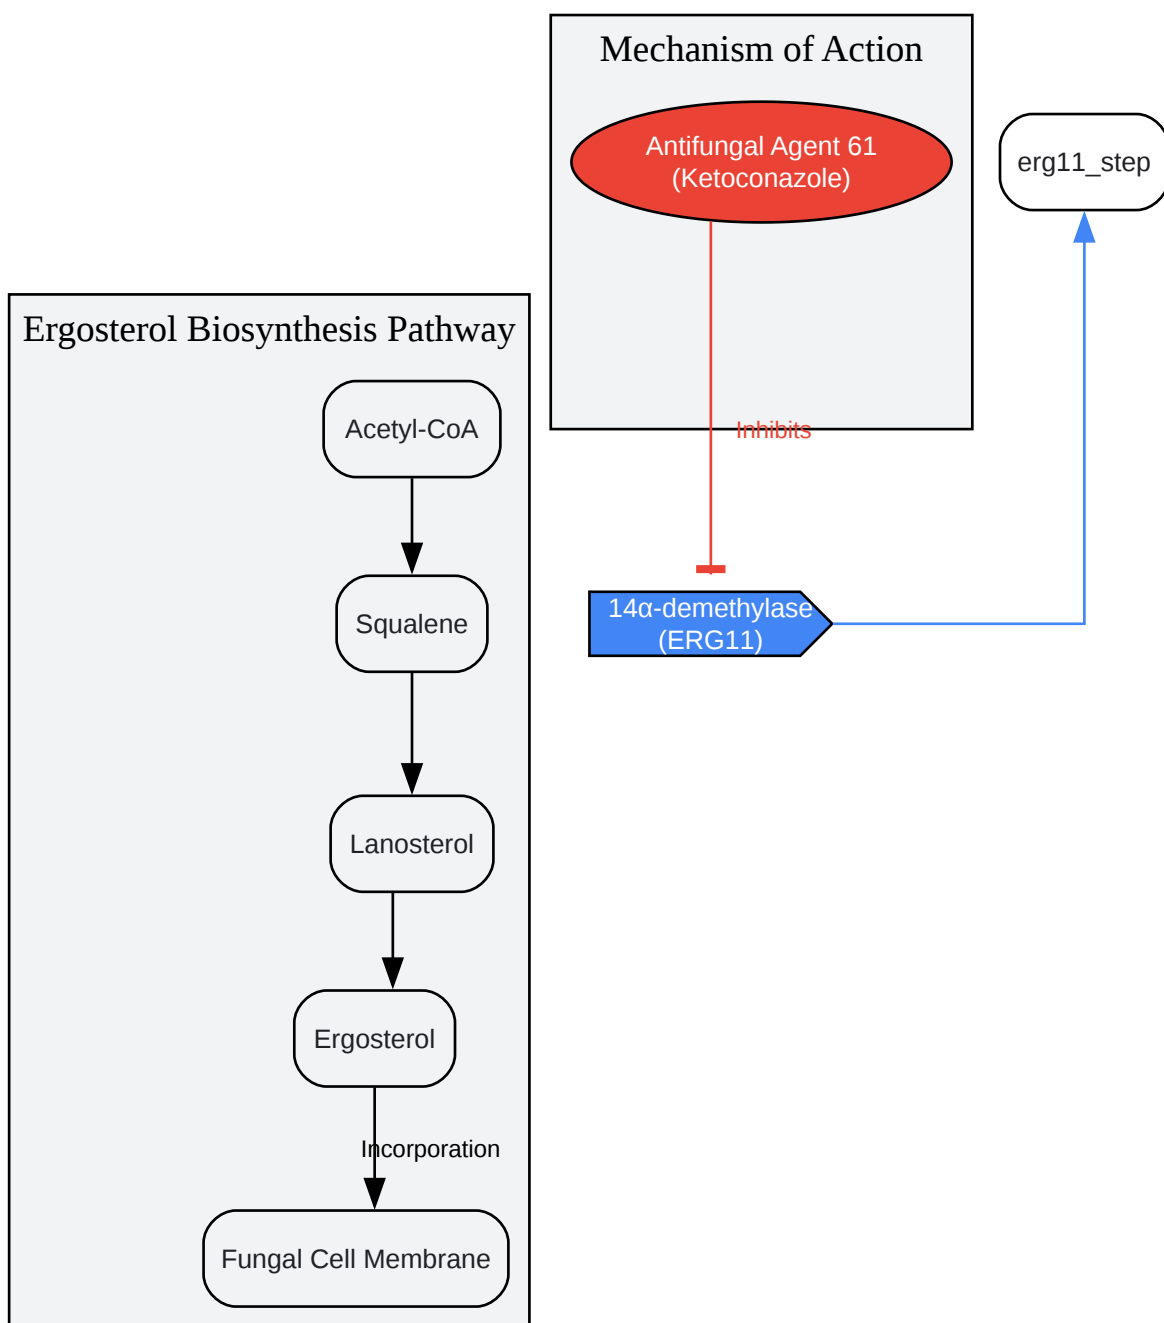 Mechanism of Action
Antifungal Agent 61
(Ketoconazole)
erg11_step
Inhibits
14α-demethylase
(ERG11)
Ergosterol Biosynthesis Pathway
Acetyl-CoA
Squalene
Lanosterol
Ergosterol
Incorporation
Fungal Cell Membrane